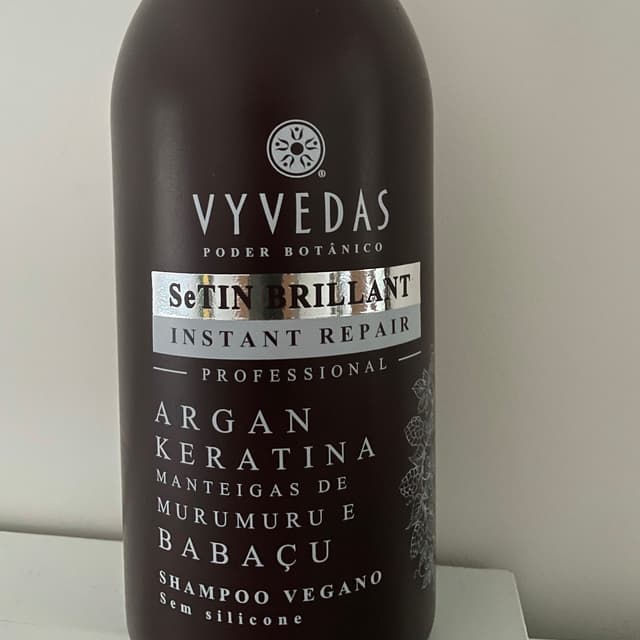 ®
VYVEDAS
PODER BOTÂNICO
SeTIN BRILLANT
INSTANT REPAIR
PROFESSIONAL
ARGAN
KERATINA
MANTEIGAS DE
MURUMURU E
BABAÇU
SHAMPOO VEGANO
Sem silicone